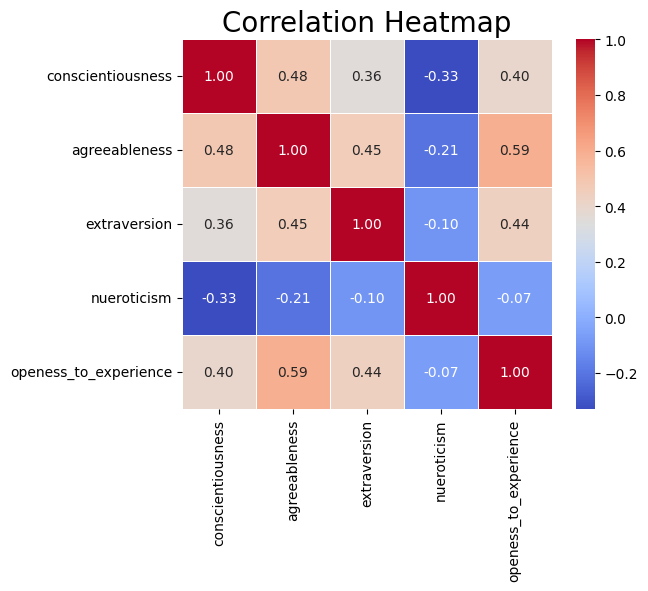 Correlation Heatmap
conscientiousness 1.00 0.48 0.36 -0.33 0.40
agreeableness 0.48 1.00 0.45 -0.21 0.59
extraversion 0.36 0.45 1.00 -0.10 0.44
nueroticism -0.33 -0.21 -0.10 1.00 -0.07
openess_to_experience 0.40 0.59 0.44 -0.07 1.00
conscientiousness
agreeableness
extraversion
nueroticism
openess_to_experience
1.0
0.8
0.6
0.4
0.2
0.0
−0.2